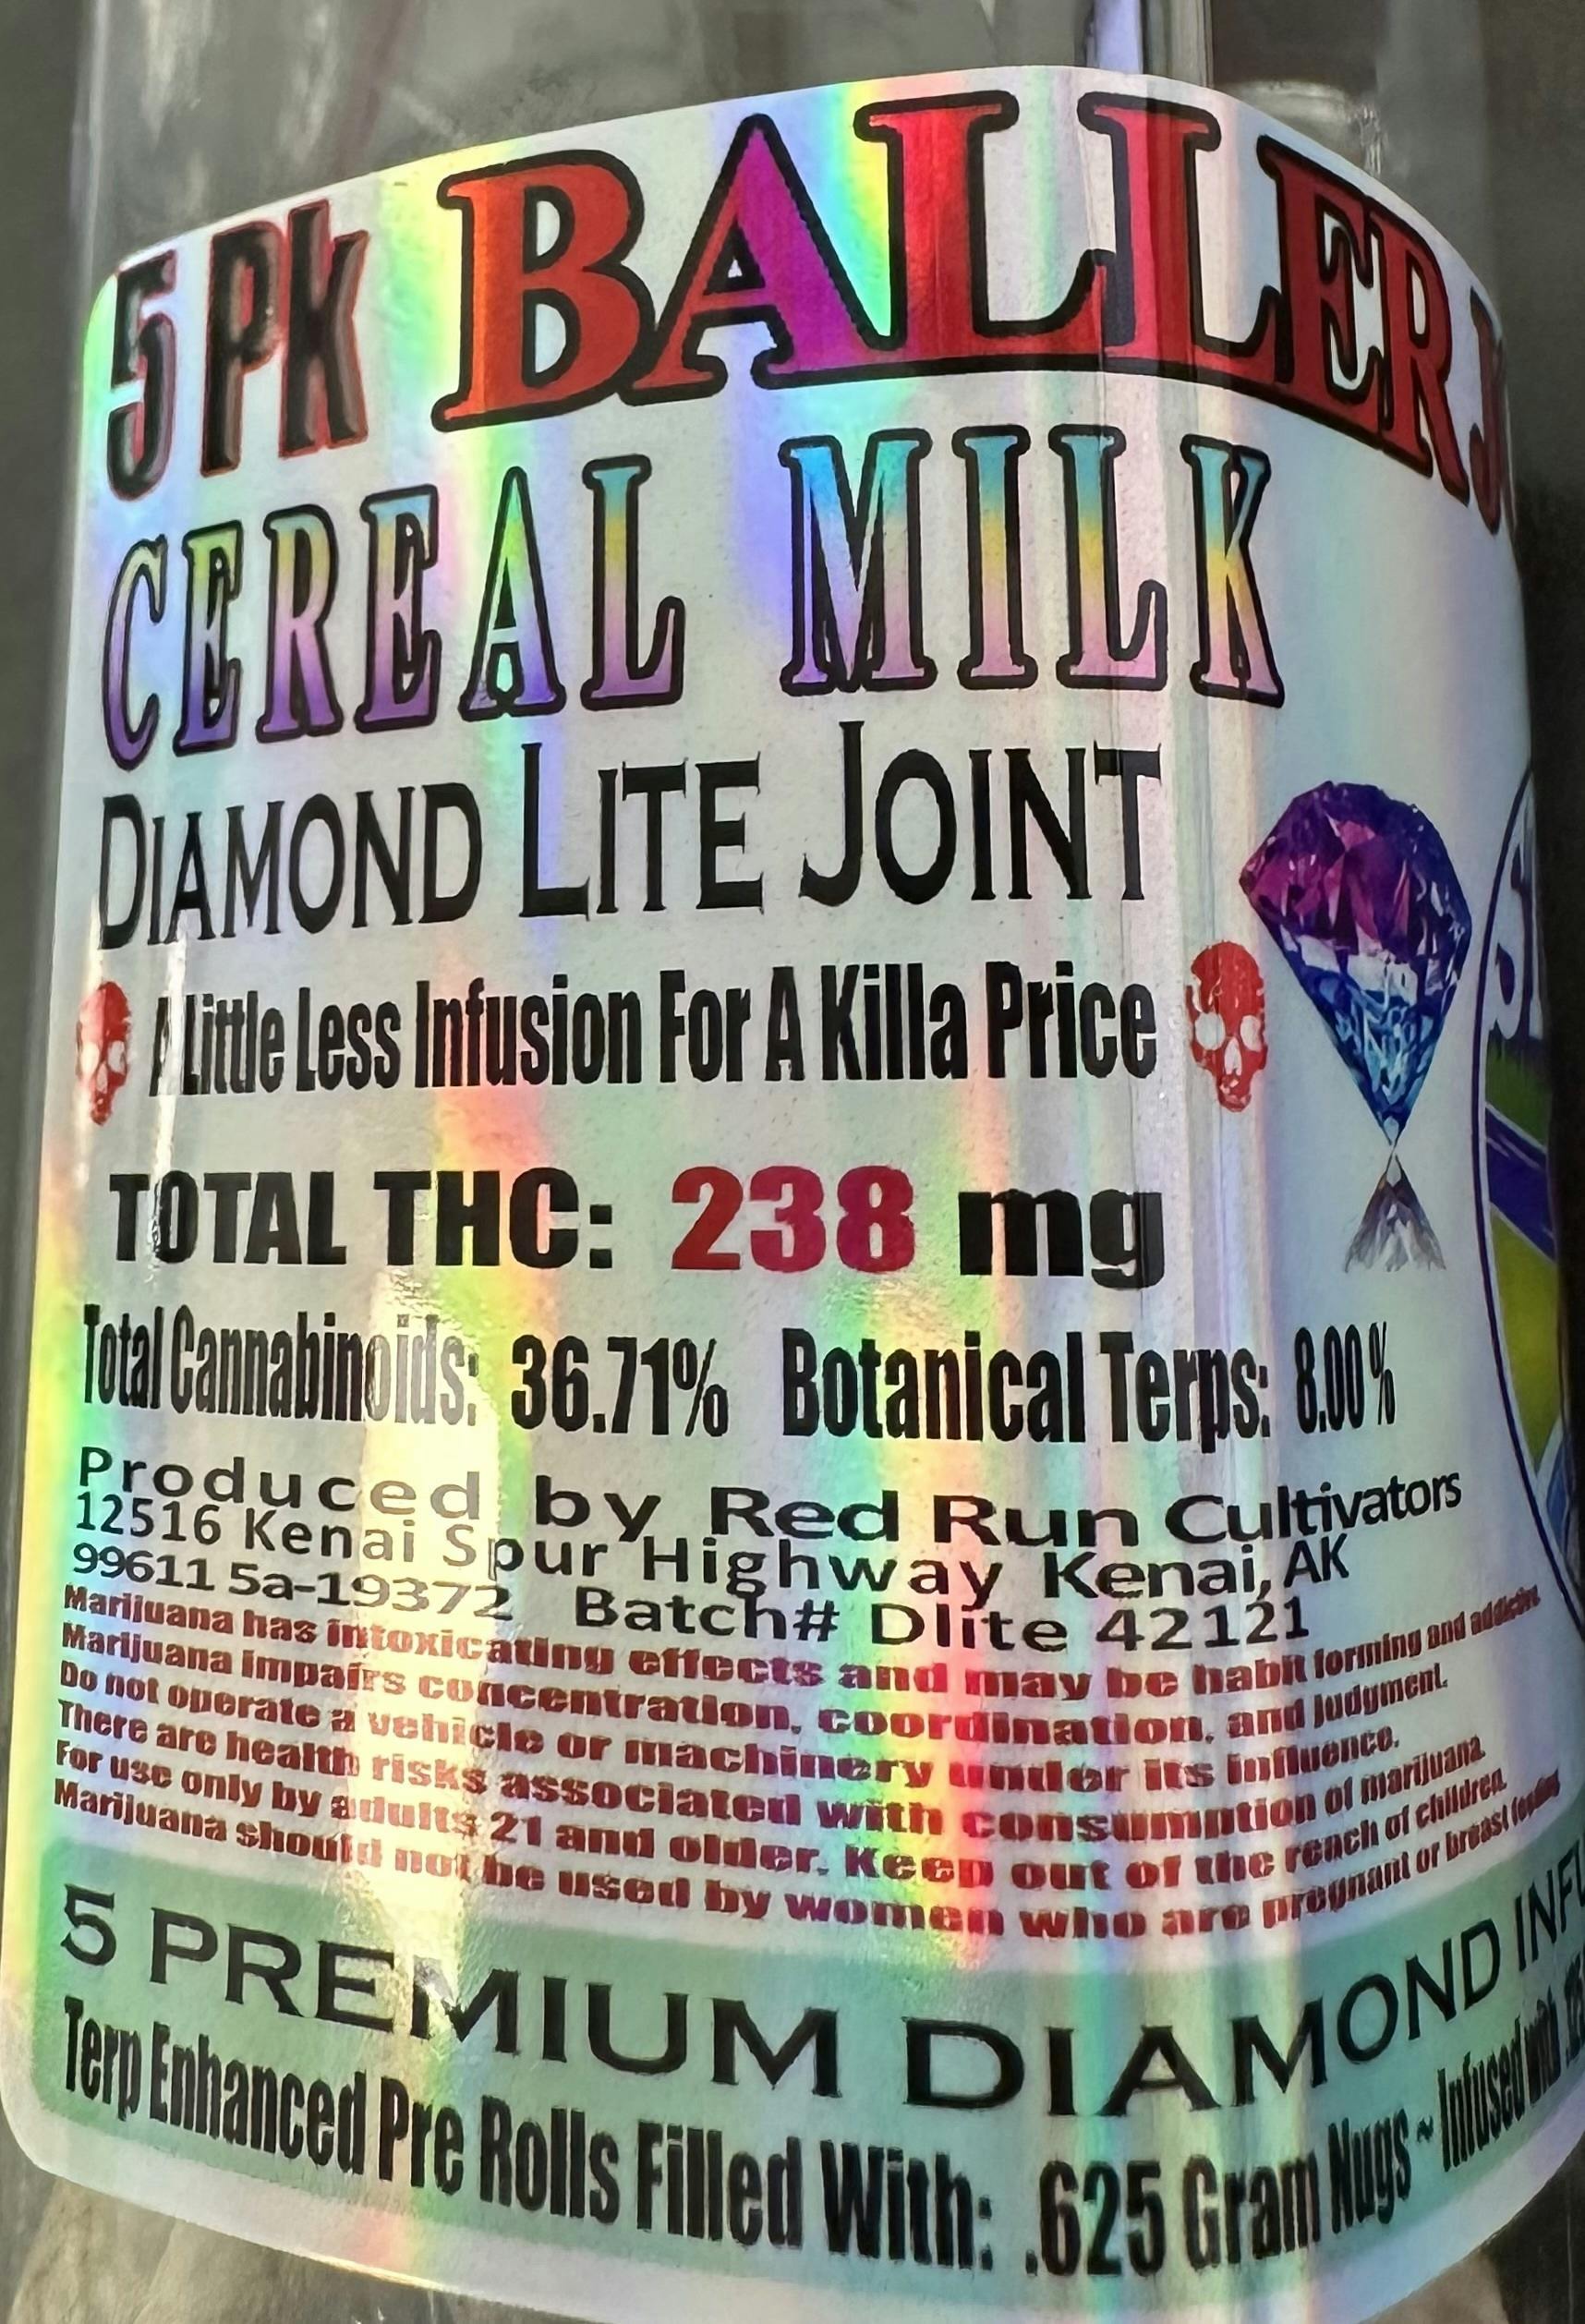 5 Pk BALLER
CEREAL MILK
DIAMOND LITE JOINT
A Little Less Infusion For A Killa Price
TOTAL THC: 238 mg
Total Cannabinoids: 36.71% Botanical Terps: 8.00%
Produced by Red Run Cultivators
12516 Kenai Spur Highway Kenai, AK
99611 5a-19372 Batch# Dlite 42121
Marijuana has intoxicating effects and may be habit forming and addictive.
Marijuana impairs concentration, coordination, and judgment.
Do not operate a vehicle or machinery under its influence.
There are health risks associated with consumption of marijuana.
For use only by adults 21 and older. Keep out of the reach of children.
Marijuana should not be used by women who are pregnant or breast feeding
5 PREMIUM DIAMOND INFU
Terp Enhanced Pre Rolls Filled With: .625 Gram Nugs ~ Infused with